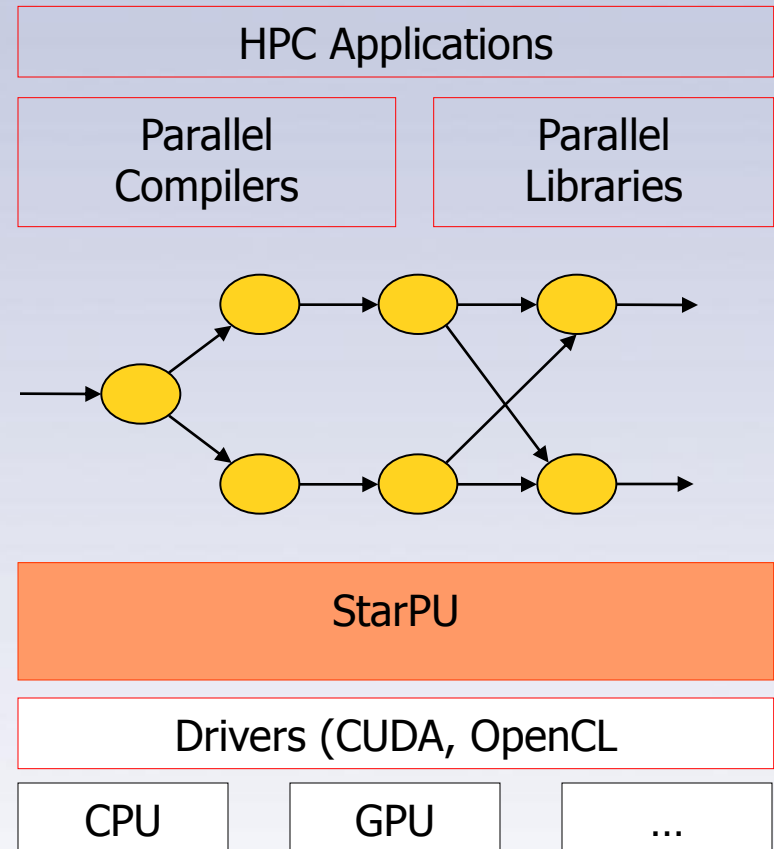 HPC Applications
Parallel
Compilers
Parallel
Libraries
StarPU
Drivers (CUDA, OpenCL
CPU
GPU
...